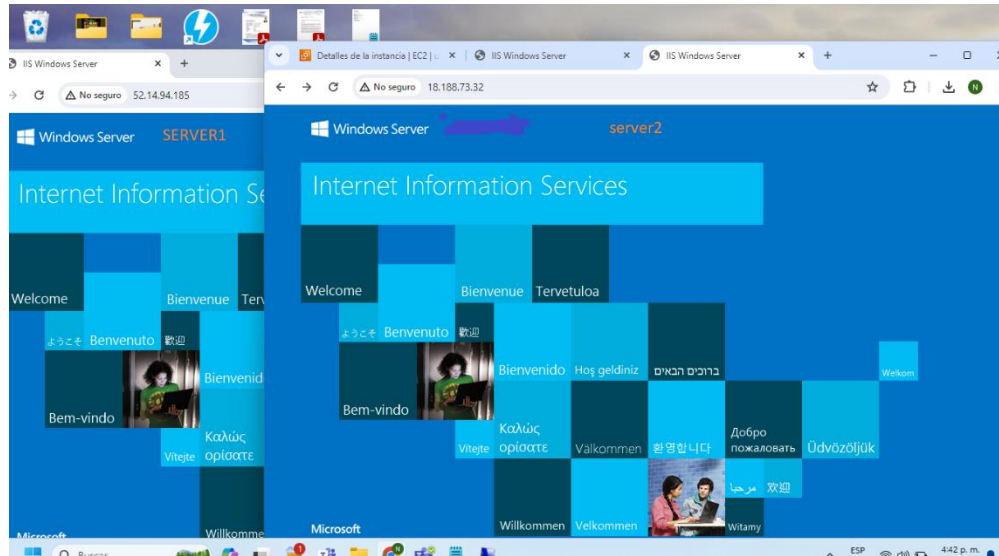 IIS Windows Server
No seguro 52.14.94.185
Windows Server SERVER1
Internet Information Se
Welcome
Bienvenue Terv
ようこそ Benvenuto 歡迎
Bienvenid
Bem-vindo
Καλώς
Vítejte ορίσατε
Willkomme
Microsoft
Buscar
Detalles de la instancia | EC2 | u
IIS Windows Server
IIS Windows Server
No seguro 18.188.73.32
Windows Server server2
Internet Information Services
Welcome Bienvenue Tervetuloa
ようこそ Benvenuto 歡迎
Bienvenido Hoş geldiniz ברוכים הבאים Welkom
Bem-vindo
Καλώς Добро
Vítejte ορίσατε Välkommen 환영합니다 пожаловать Üdvözöljük
مرحبا 欢迎
Microsoft Willkommen Velkommen Witamy
ESP 4:42 p. m.